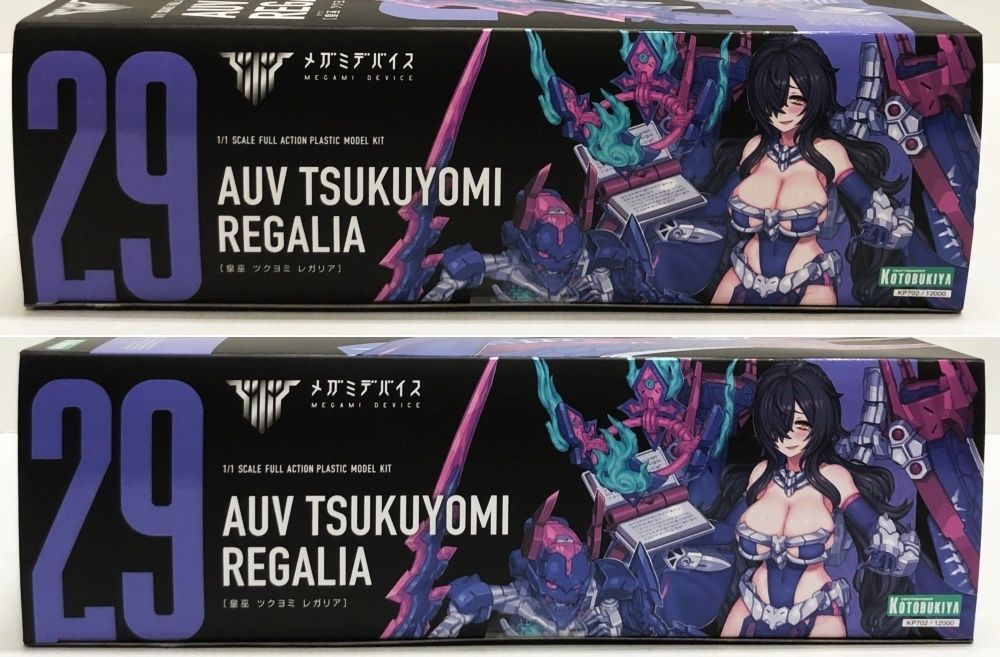 29
メガミデバイス
MEGAMI DEVICE
1/1 SCALE FULL ACTION PLASTIC MODEL KIT
AUV TSUKUYOMI
REGALIA
[皇巫 ツクヨミ レガリア]
KOTOBUKIYA
KP702 / 12000
29
メガミデバイス
MEGAMI DEVICE
1/1 SCALE FULL ACTION PLASTIC MODEL KIT
AUV TSUKUYOMI
REGALIA
[皇巫 ツクヨミ レガリア]
KOTOBUKIYA
KP702 / 12000